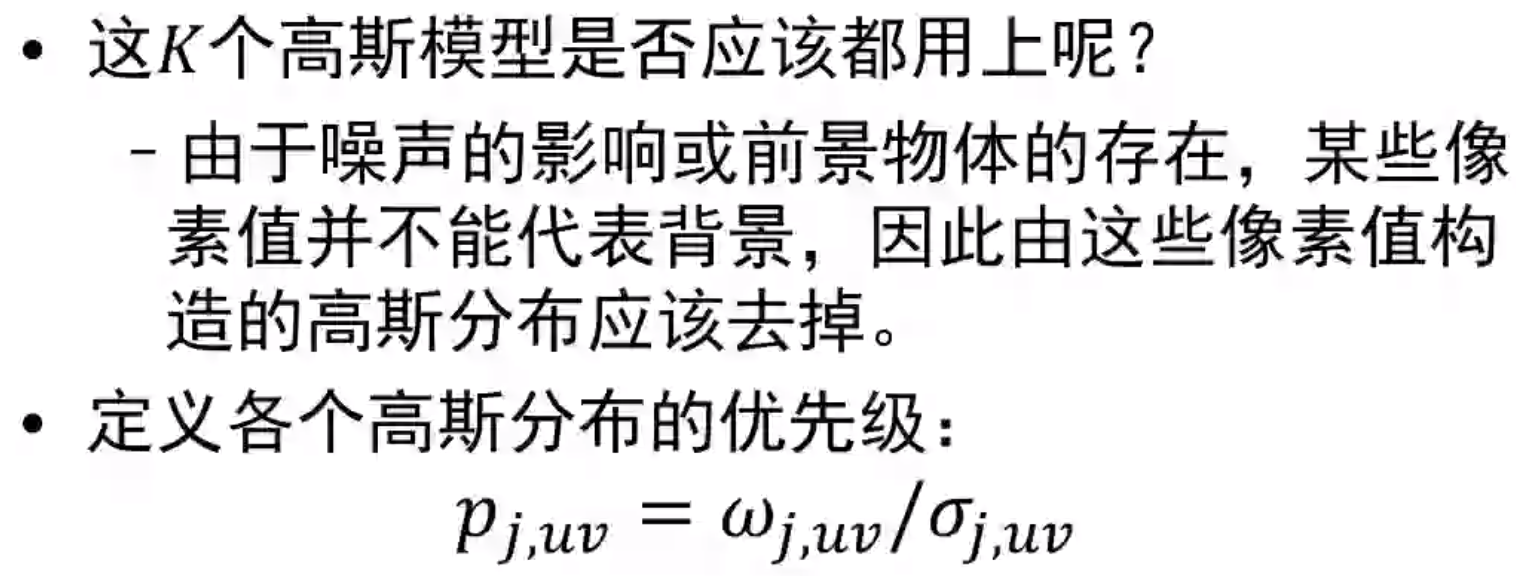 • 这K个高斯模型是否应该都用上呢？
– 由于噪声的影响或前景物体的存在，某些像
素值并不能代表背景，因此由这些像素值构
造的高斯分布应该去掉。
• 定义各个高斯分布的优先级：
p_{j,uv} = ω_{j,uv}/σ_{j,uv}